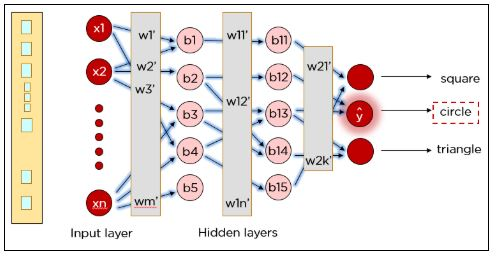 x1
x2
xn
w1'
w2'
w3'
wm'
b1
b2
b3
b4
b5
w11'
w12'
w1n'
b11
b12
b13
b14
b15
w21'
w2k'
ŷ
square
circle
triangle
Input layer
Hidden layers